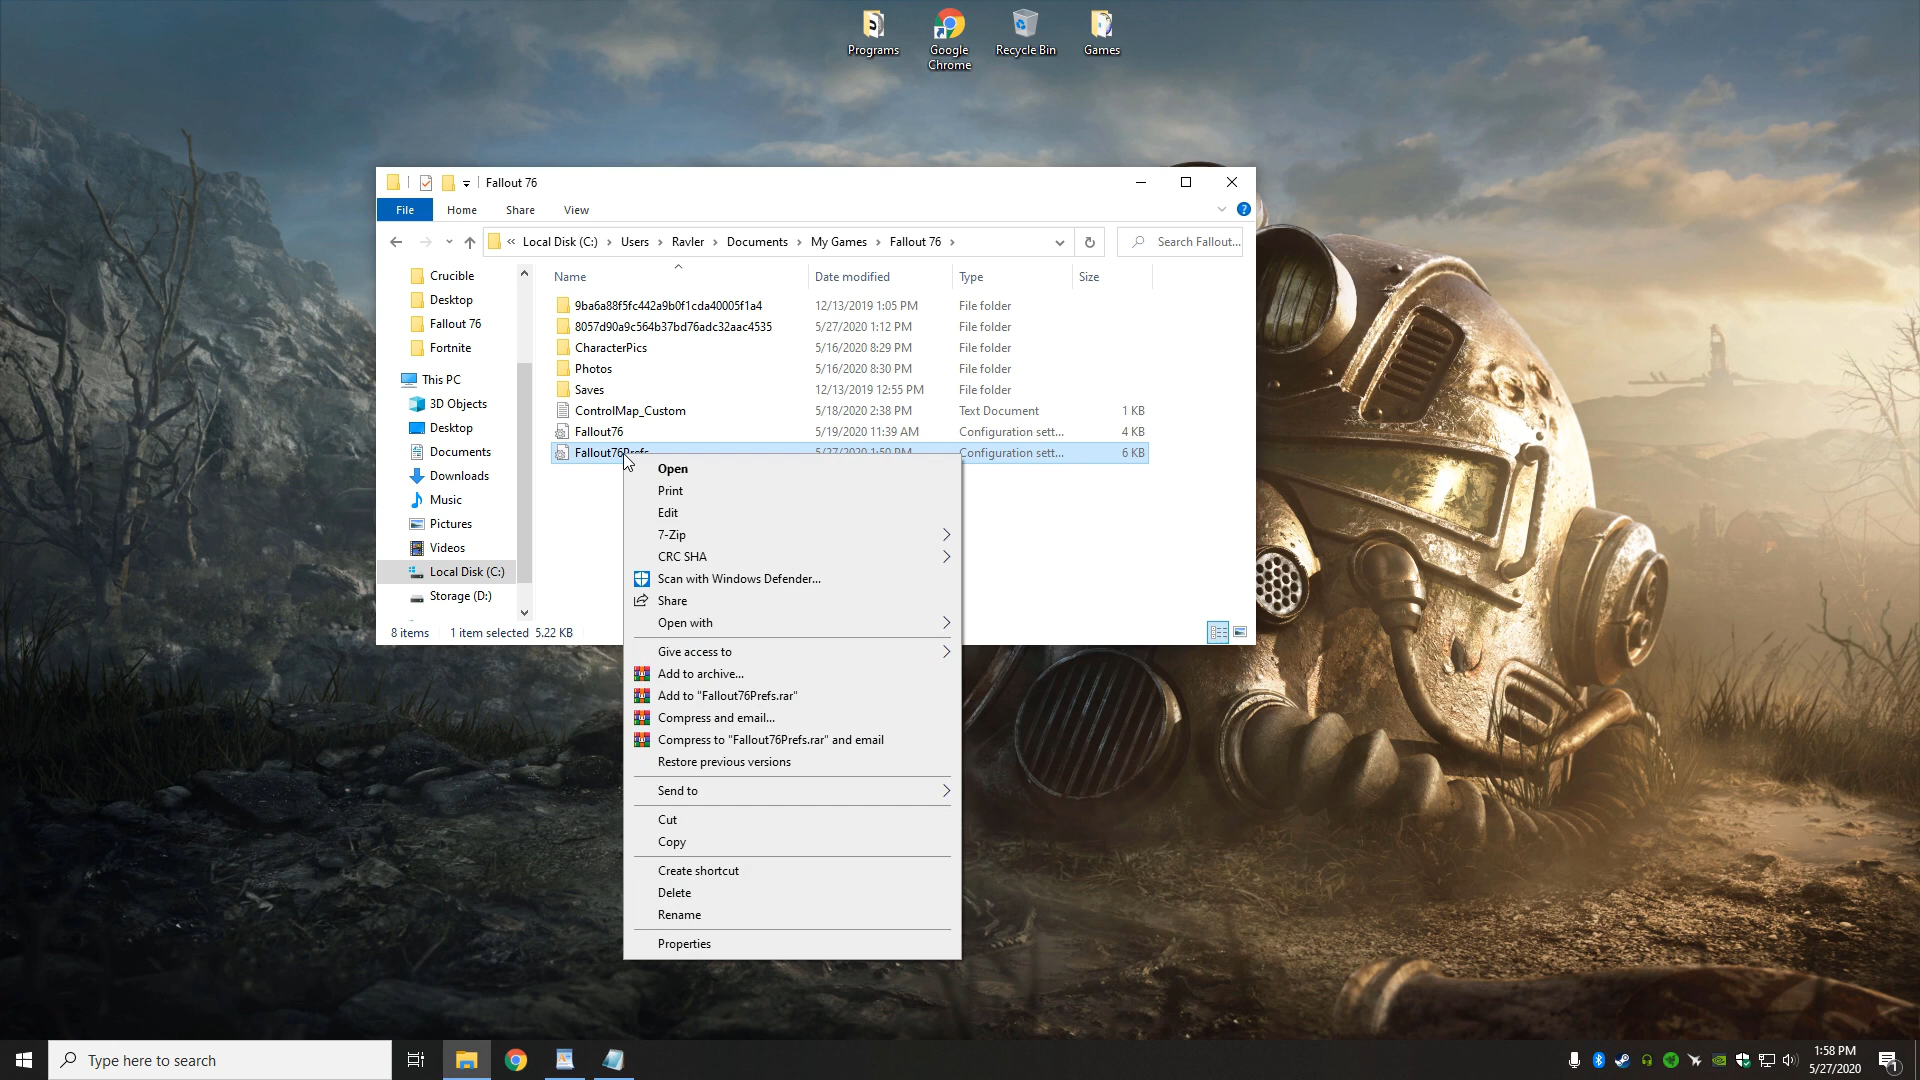 Programs
Google Chrome
Recycle Bin
Games
Fallout 76
File Home Share View
« Local Disk (C:) › Users › Ravler › Documents › My Games › Fallout 76 ›
Search Fallout...
Crucible
Desktop
Fallout 76
Fortnite
This PC
3D Objects
Desktop
Documents
Downloads
Music
Pictures
Videos
Local Disk (C:)
Storage (D:)
Name Date modified Type Size
9ba6a88f5fc442a9b0f1cda40005f1a4 12/13/2019 1:05 PM File folder
8057d90a9c564b37bd76adc32aac4535 5/27/2020 1:12 PM File folder
CharacterPics 5/16/2020 8:29 PM File folder
Photos 5/16/2020 8:30 PM File folder
Saves 12/13/2019 12:55 PM File folder
ControlMap_Custom 5/18/2020 2:38 PM Text Document 1 KB
Fallout76 5/19/2020 11:39 AM Configuration sett... 4 KB
Fallout76Prefs 5/27/2020 1:50 PM Configuration sett... 6 KB
8 items 1 item selected 5.22 KB
Open
Print
Edit
7-Zip
CRC SHA
Scan with Windows Defender...
Share
Open with
Give access to
Add to archive...
Add to "Fallout76Prefs.rar"
Compress and email...
Compress to "Fallout76Prefs.rar" and email
Restore previous versions
Send to
Cut
Copy
Create shortcut
Delete
Rename
Properties
Type here to search
1:58 PM
5/27/2020
1